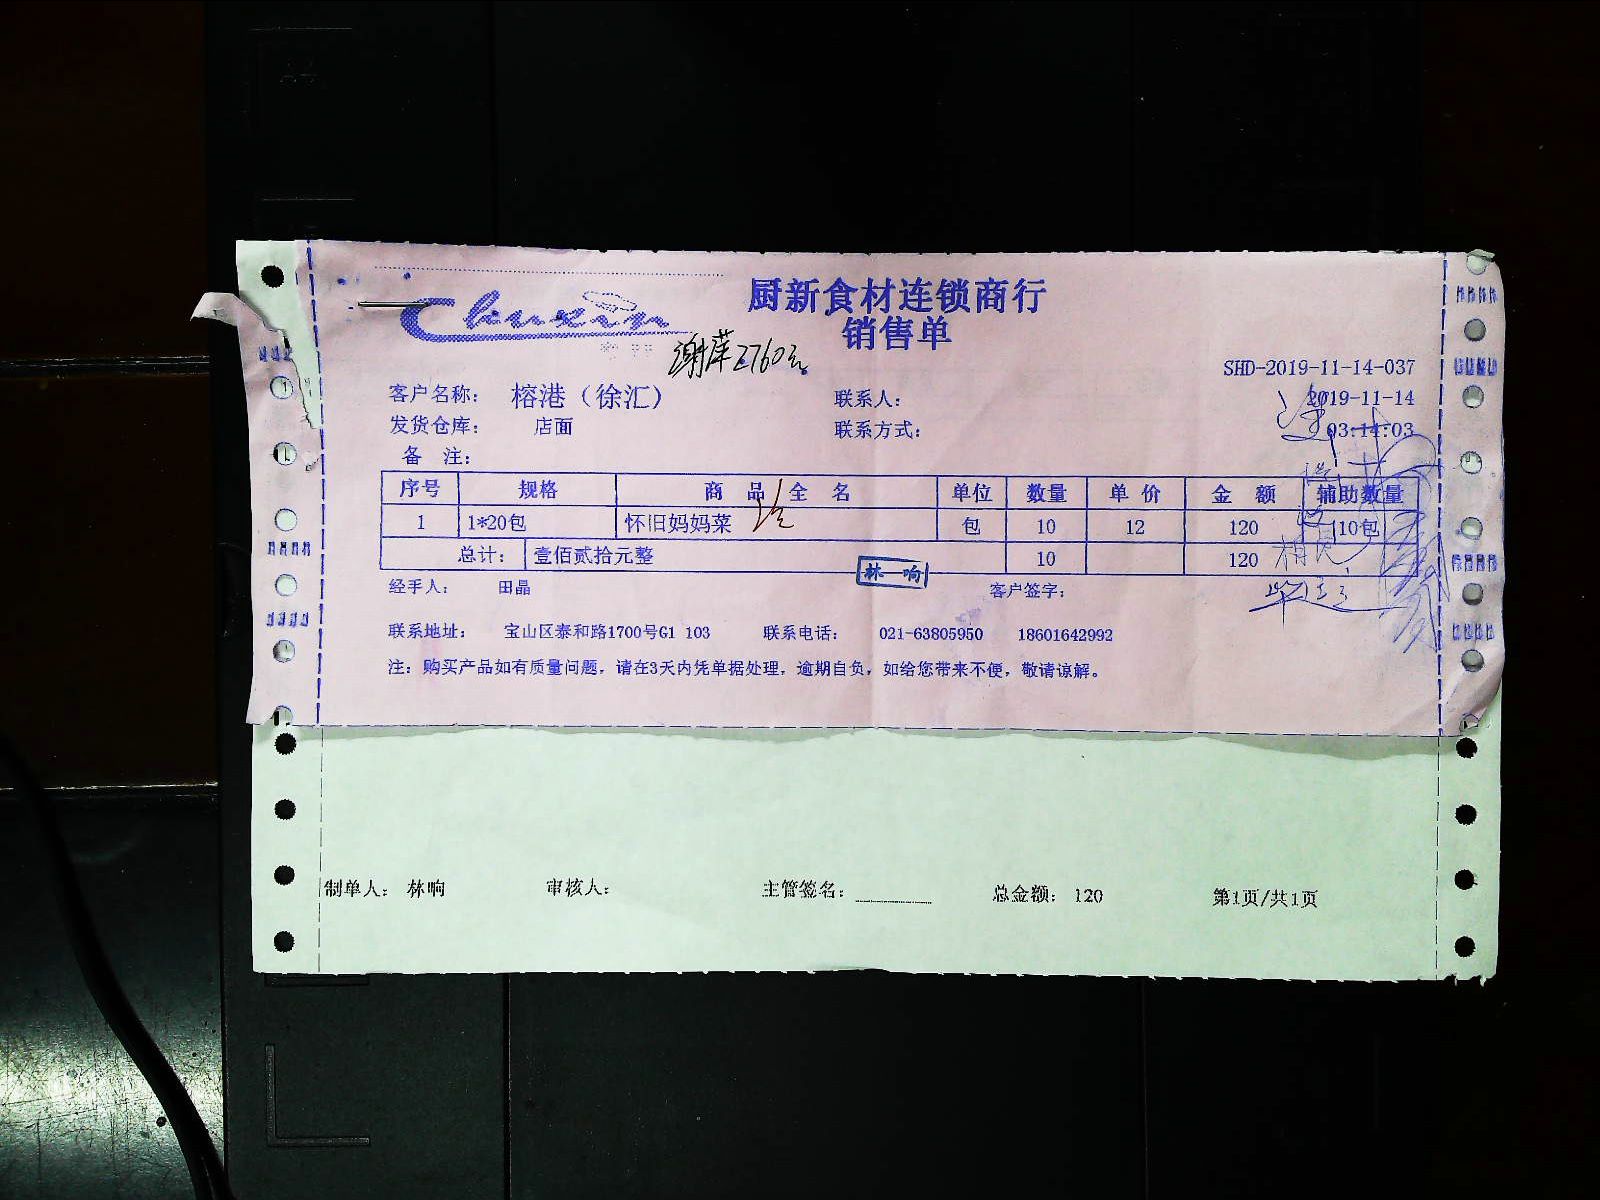 Chuxin
厨新食材连锁商行
销售单
2760元
SHD-2019-11-14-037
客户名称： 榕港（徐汇） 联系人： 2019-11-14
发货仓库： 店面 联系方式： 03:14:03
备 注：
序号 规格 商 品 全 名 单位 数量 单 价 金 额 辅助数量
1 1*20包 怀旧妈妈菜 包 10 12 120 10包
总计： 壹佰贰拾元整 10 120
林 响
经手人： 田晶 客户签字：
联系地址： 宝山区泰和路1700号G1 103 联系电话： 021-63805950 18601642992
注：购买产品如有质量问题，请在3天内凭单据处理，逾期自负，如给您带来不便，敬请谅解。
制单人： 林响 审核人： 主管签名： 总金额： 120 第1页/共1页